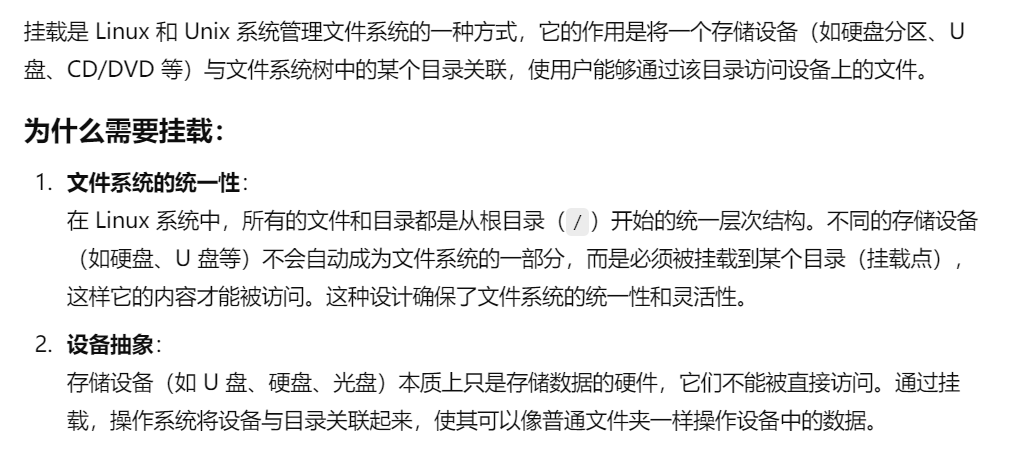 挂载是 Linux 和 Unix 系统管理文件系统的一种方式，它的作用是将一个存储设备（如硬盘分区、U
盘、CD/DVD 等）与文件系统树中的某个目录关联，使用户能够通过该目录访问设备上的文件。
为什么需要挂载：
1. 文件系统的统一性：
在 Linux 系统中，所有的文件和目录都是从根目录（/）开始的统一层次结构。不同的存储设备
（如硬盘、U 盘等）不会自动成为文件系统的一部分，而是必须被挂载到某个目录（挂载点），
这样它的内容才能被访问。这种设计确保了文件系统的统一性和灵活性。
2. 设备抽象：
存储设备（如 U 盘、硬盘、光盘）本质上只是存储数据的硬件，它们不能被直接访问。通过挂
载，操作系统将设备与目录关联起来，使其可以像普通文件夹一样操作设备中的数据。